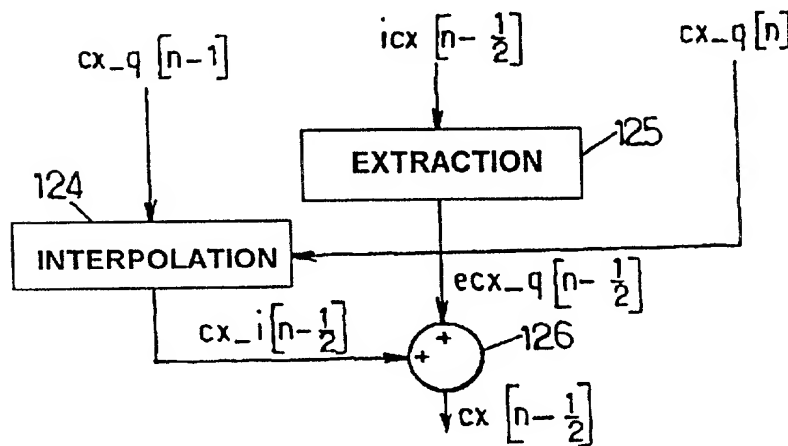 cx_q [n-1]
icx [n-1/2]
cx_q [n]
EXTRACTION
125
124
INTERPOLATION
ecx_q [n-1/2]
cx_i [n-1/2]
+
+
126
cx [n-1/2]